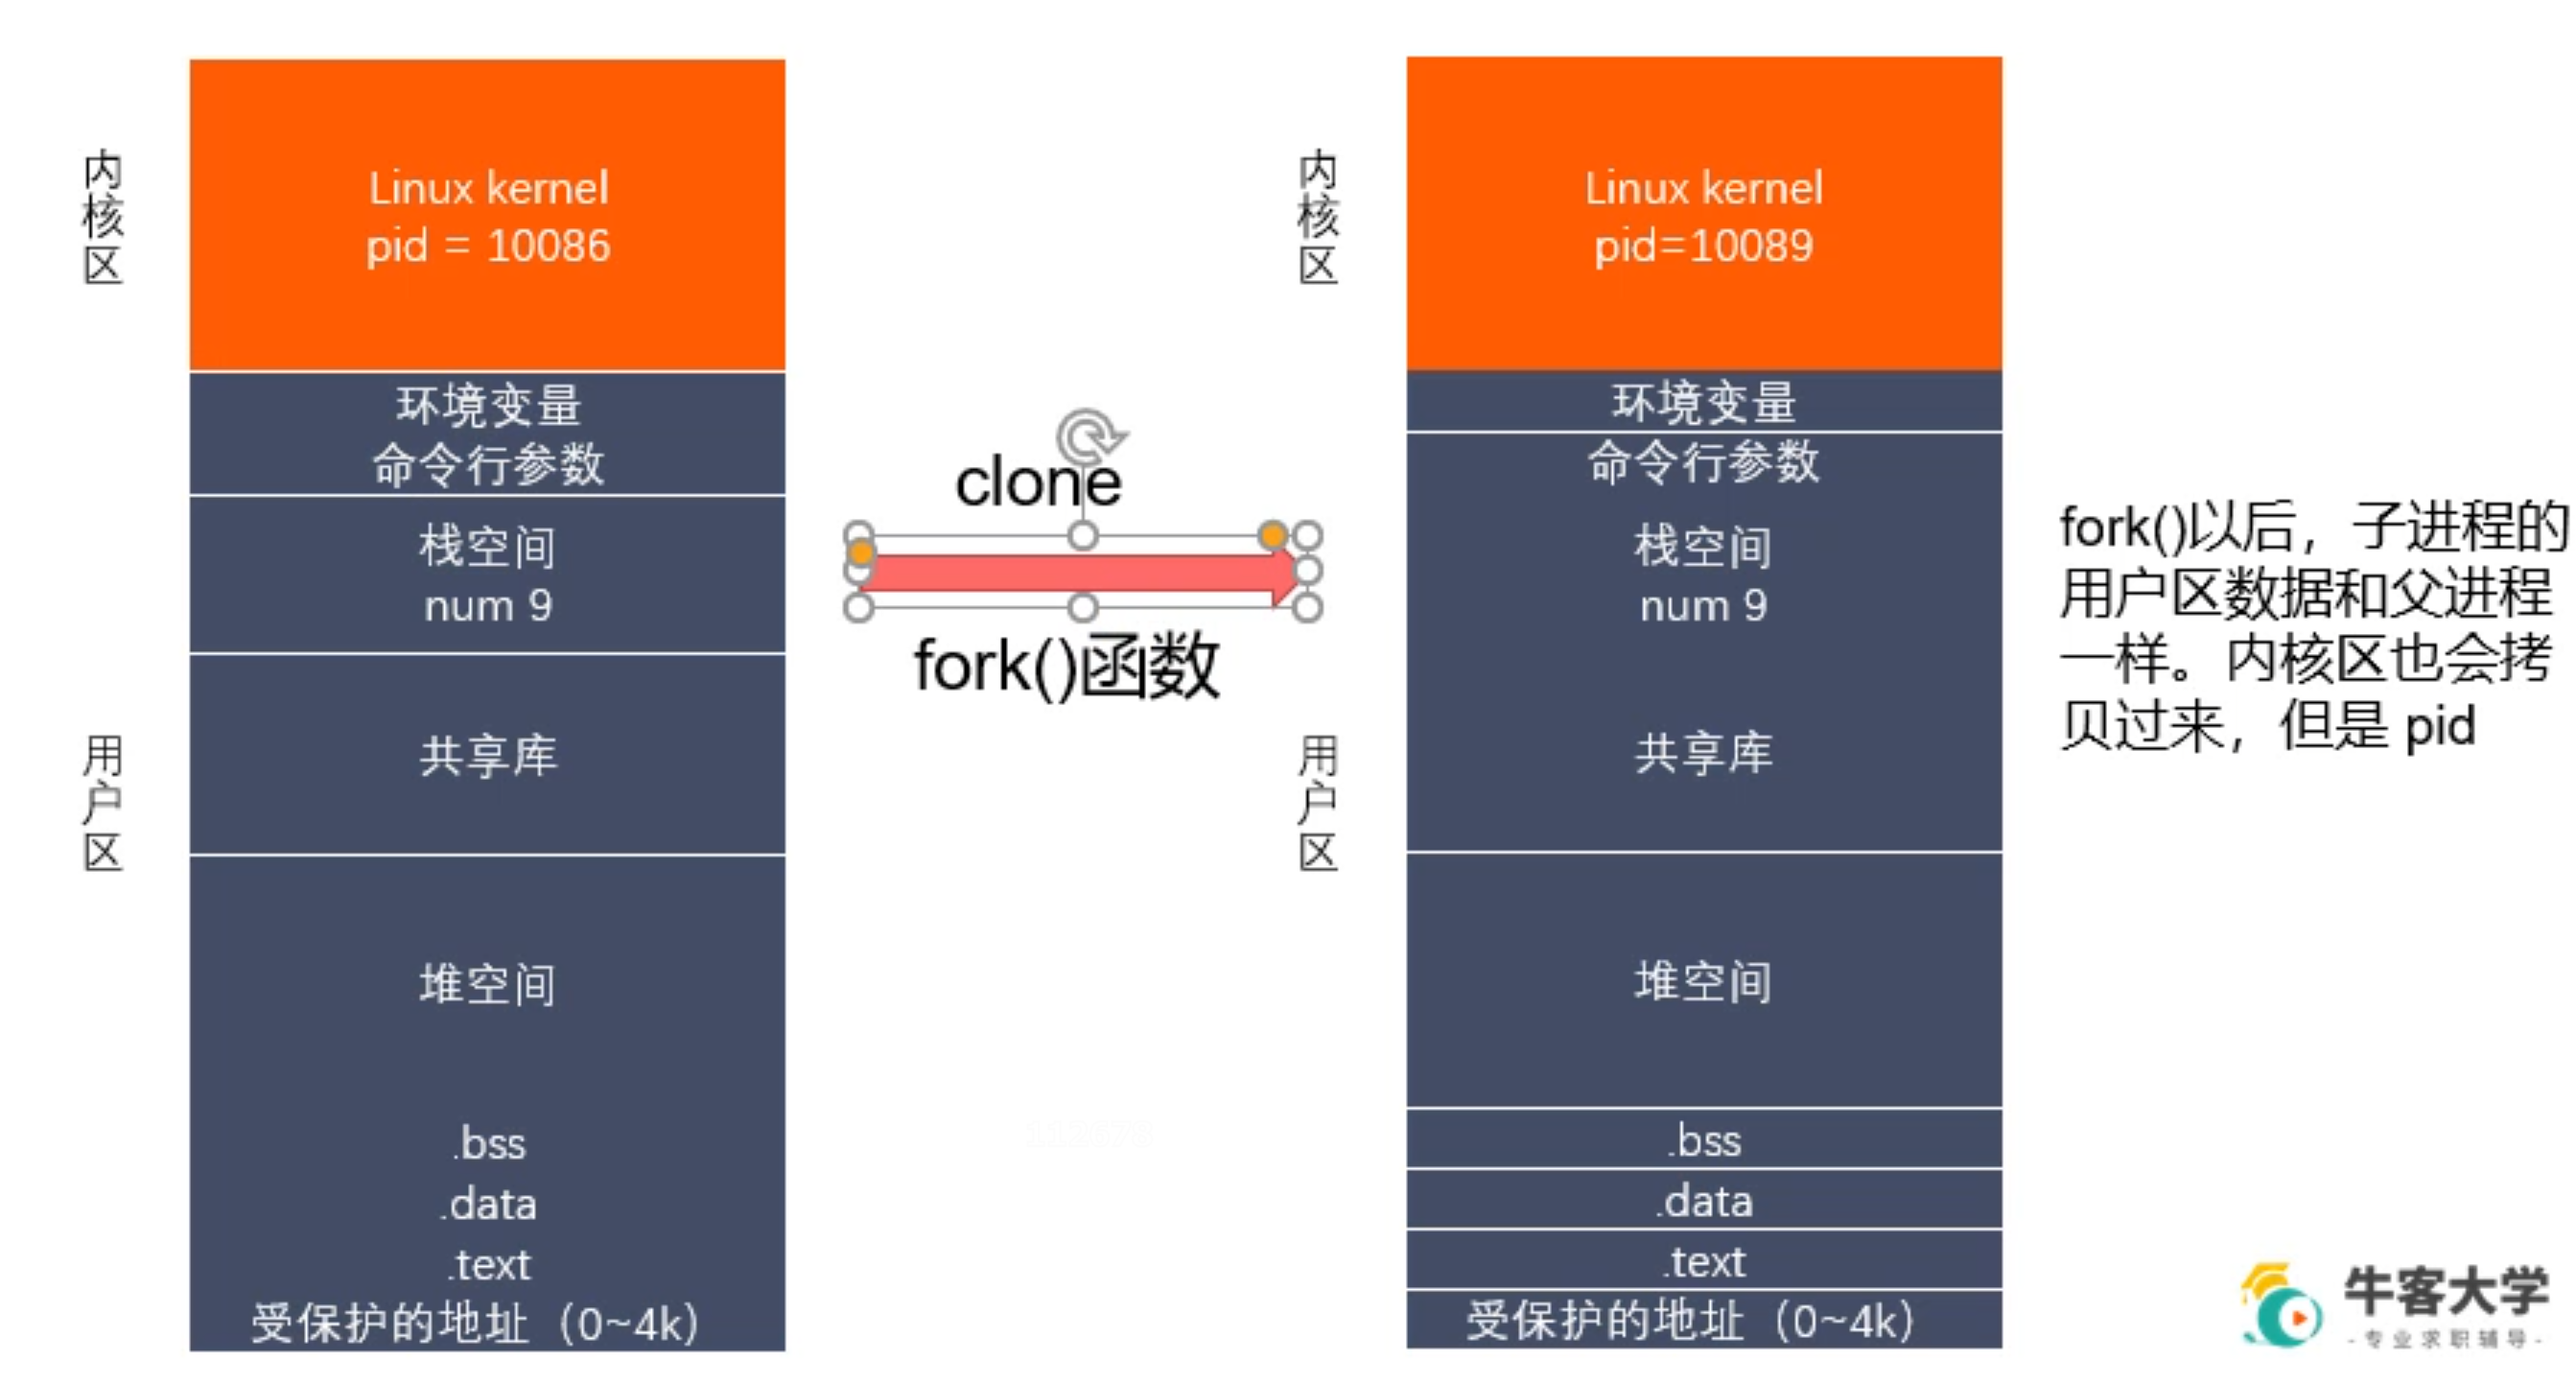 内核区
Linux kernel
pid = 10086
环境变量
命令行参数
栈空间
num 9
用户区
共享库
堆空间
.bss
.data
.text
受保护的地址（0~4k）
clone
fork()函数
内核区
Linux kernel
pid=10089
环境变量
命令行参数
栈空间
num 9
用户区
共享库
堆空间
.bss
.data
.text
受保护的地址（0~4k）
fork()以后，子进程的
用户区数据和父进程
一样。内核区也会拷
贝过来，但是 pid
牛客大学
-专业求职辅导-